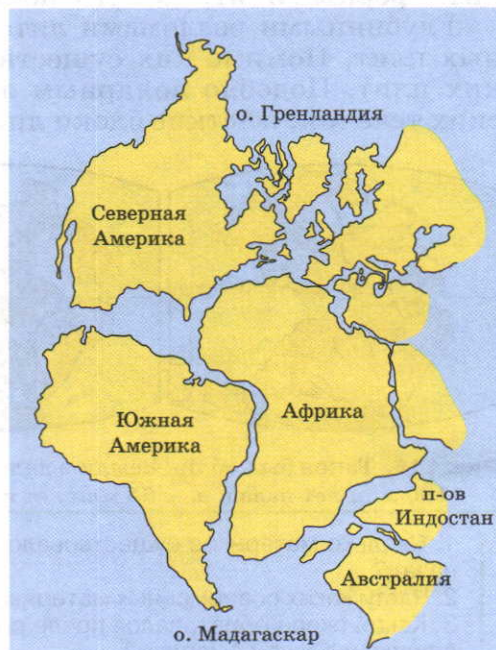 о. Гренландия
Северная
Америка
Южная
Америка
Африка
п-ов
Индостан
Австралия
о. Мадагаскар